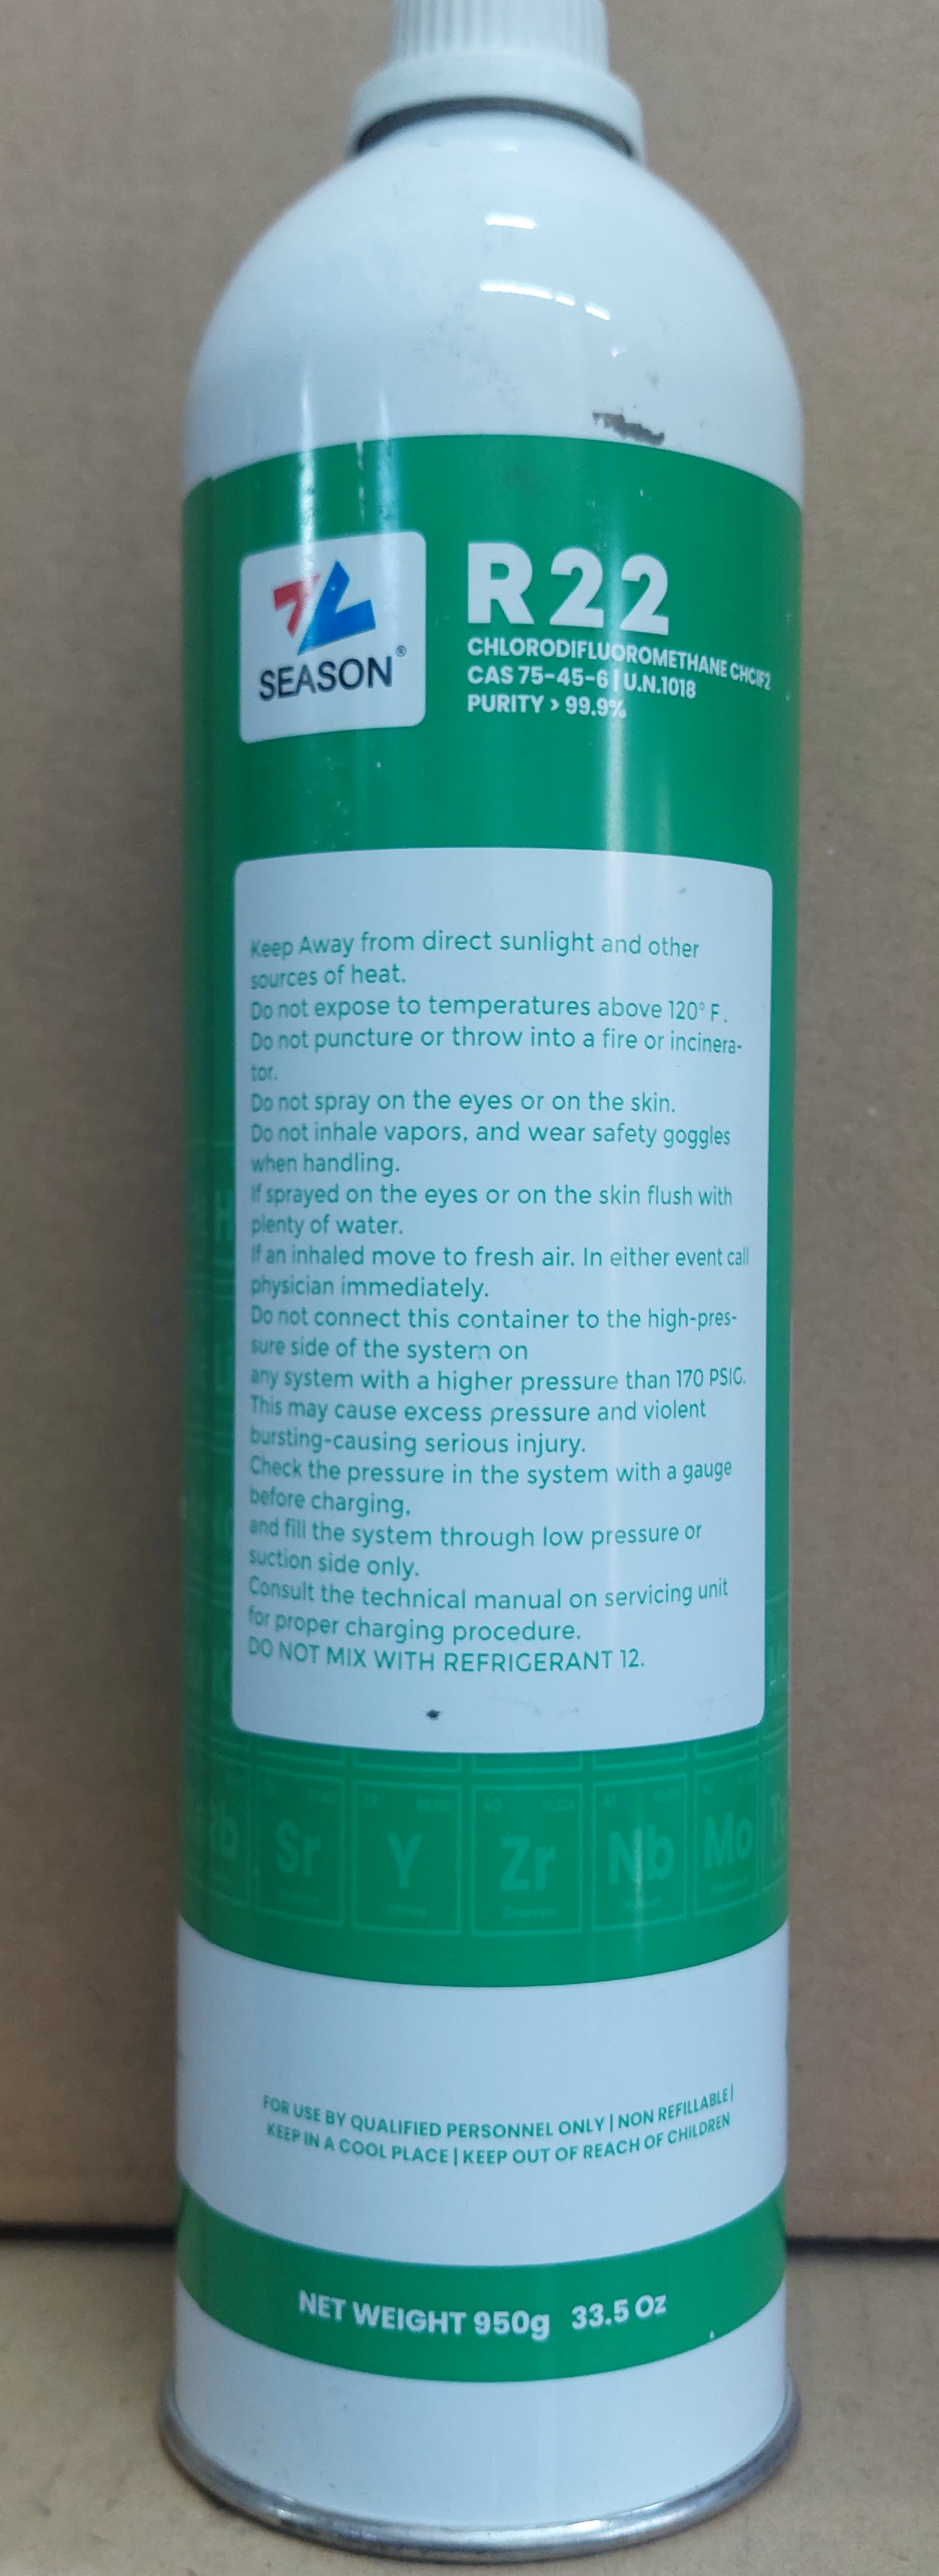 SEASON®
R22
CHLORODIFLUOROMETHANE CHClF2
CAS 75-45-6 | U.N.1018
PURITY > 99.9%
Keep Away from direct sunlight and other
sources of heat.
Do not expose to temperatures above 120° F.
Do not puncture or throw into a fire or incinera-
tor.
Do not spray on the eyes or on the skin.
Do not inhale vapors, and wear safety goggles
when handling.
If sprayed on the eyes or on the skin flush with
plenty of water.
If an inhaled move to fresh air. In either event call
physician immediately.
Do not connect this container to the high-pres-
sure side of the system on
any system with a higher pressure than 170 PSIG.
This may cause excess pressure and violent
bursting-causing serious injury.
Check the pressure in the system with a gauge
before charging,
and fill the system through low pressure or
suction side only.
Consult the technical manual on servicing unit
for proper charging procedure.
DO NOT MIX WITH REFRIGERANT 12.
Sr Y Zr Nb Mo
FOR USE BY QUALIFIED PERSONNEL ONLY | NON REFILLABLE |
KEEP IN A COOL PLACE | KEEP OUT OF REACH OF CHILDREN
NET WEIGHT 950g 33.5 Oz